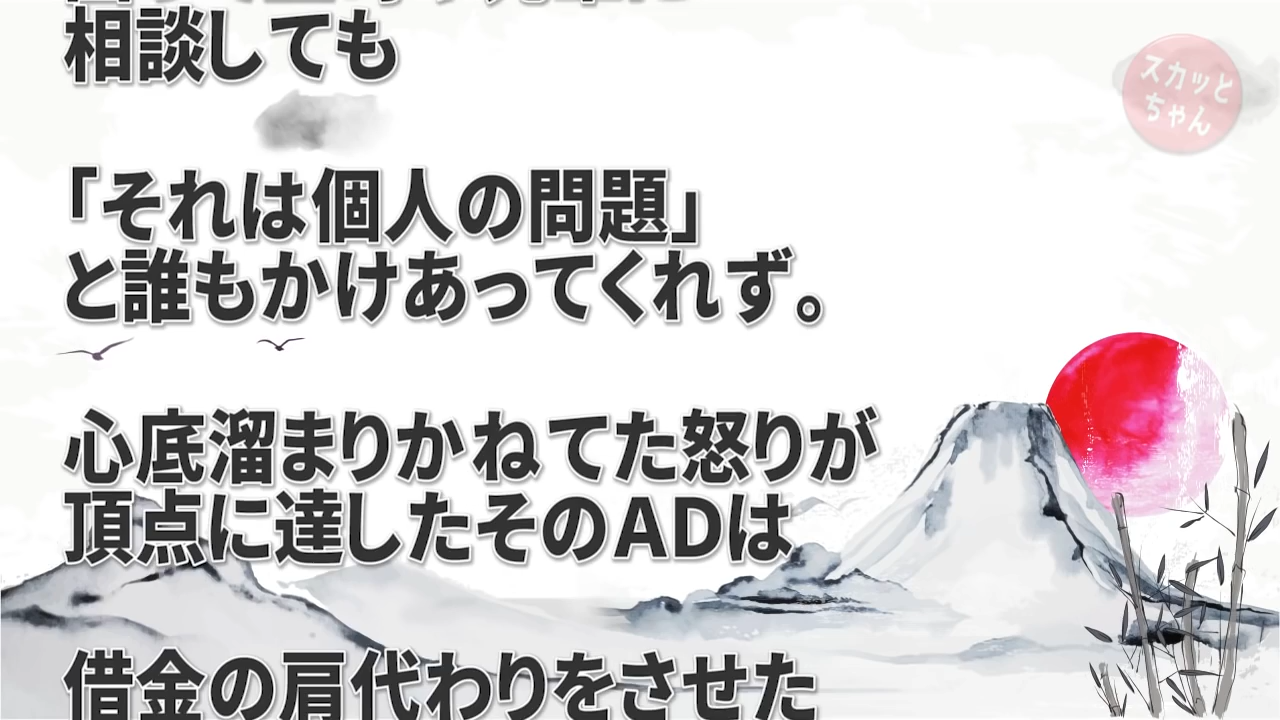 相談しても
「それは個人の問題」
と誰もかけあってくれず。
心底溜まりかねてた怒りが
頂点に達したそのADは
借金の肩代わりをさせた
スカッと
ちゃん